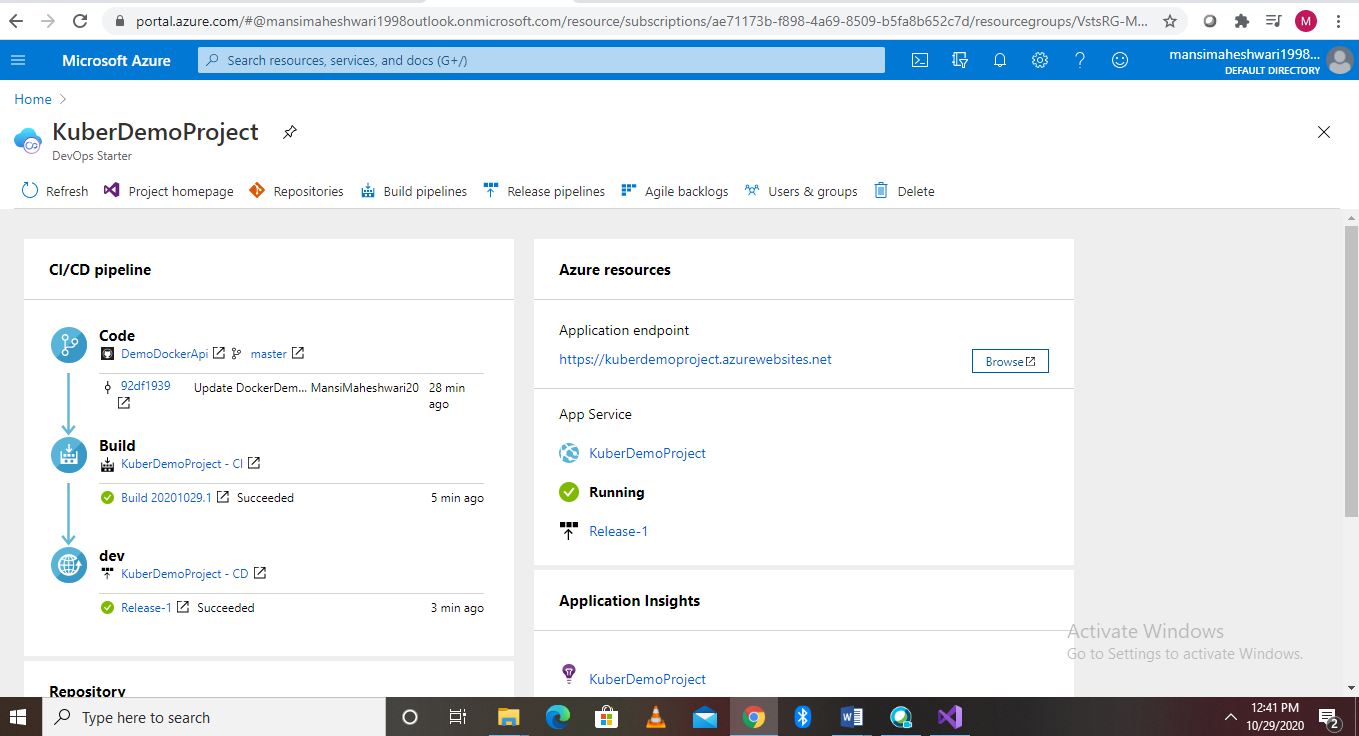 portal.azure.com/#@mansimaheshwari1998outlook.onmicrosoft.com/resource/subscriptions/ae71173b-f898-4a69-8509-b5fa8b652c7d/resourcegroups/VstsRG-M...
M
Microsoft Azure
Search resources, services, and docs (G+/)
mansimaheshwari1998...
DEFAULT DIRECTORY
Home
KuberDemoProject
DevOps Starter
Refresh Project homepage Repositories Build pipelines Release pipelines Agile backlogs Users & groups Delete
CI/CD pipeline
Code
DemoDockerApi master
92df1939 Update DockerDem... MansiMaheshwari20 28 min
ago
Build
KuberDemoProject - CI
Build 20201029.1 Succeeded 5 min ago
dev
KuberDemoProject - CD
Release-1 Succeeded 3 min ago
Repository
Azure resources
Application endpoint
https://kuberdemoproject.azurewebsites.net
Browse
App Service
KuberDemoProject
Running
Release-1
Application Insights
KuberDemoProject
Activate Windows
Go to Settings to activate Windows.
Type here to search
12:41 PM
10/29/2020
2